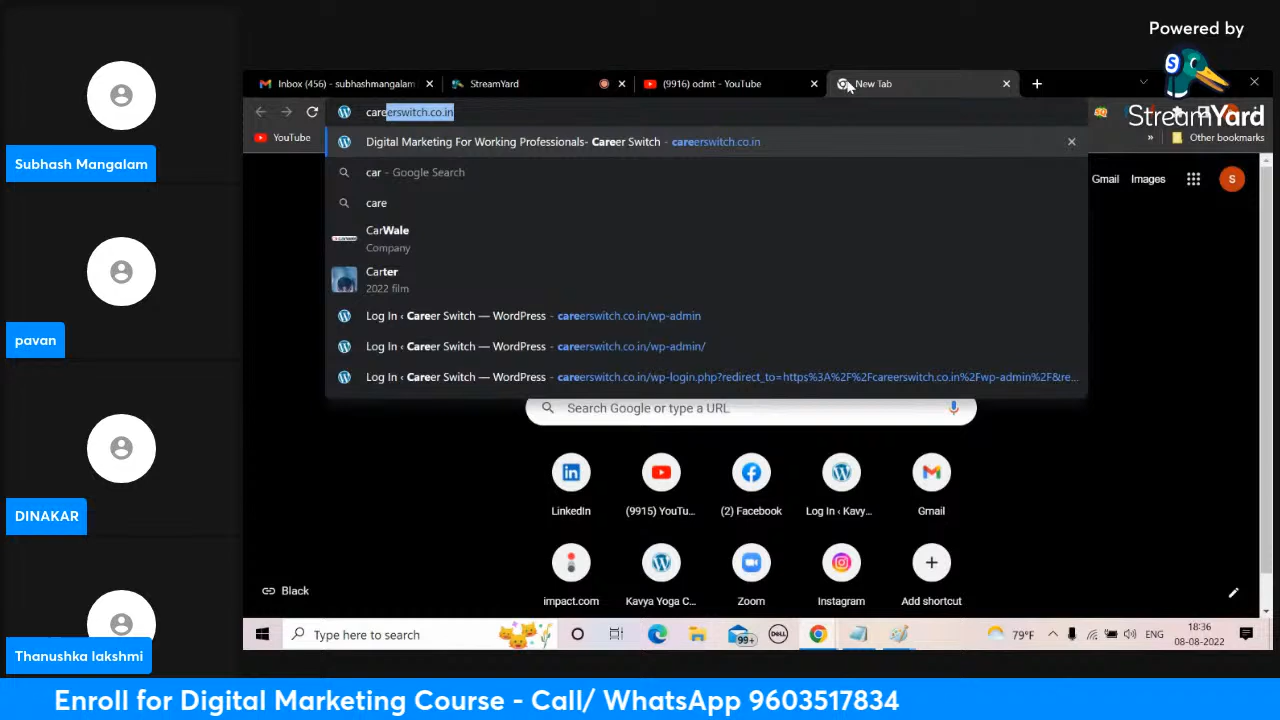 Powered by
S
StreamYard
Subhash Mangalam
pavan
DINAKAR
Thanushka lakshmi
Inbox (456) - subhashmangalam
StreamYard
(9916) odmt - YouTube
New Tab
careerswitch.co.in
YouTube
»
Other bookmarks
Digital Marketing For Working Professionals- Career Switch - careerswitch.co.in
car - Google Search
care
CarWale
Company
Carter
2022 film
Log In ‹ Career Switch — WordPress - careerswitch.co.in/wp-admin
Log In ‹ Career Switch — WordPress - careerswitch.co.in/wp-admin/
Log In ‹ Career Switch — WordPress - careerswitch.co.in/wp-login.php?redirect_to=https%3A%2F%2Fcareerswitch.co.in%2Fwp-admin%2F&re...
Gmail
Images
S
Search Google or type a URL
LinkedIn
(9915) YouTu...
(2) Facebook
Log In ‹ Kavy...
Gmail
impact.com
Kavya Yoga C...
Zoom
Instagram
Add shortcut
Black
Type here to search
99+
DELL
79°F
ENG
18:36
08-08-2022
Enroll for Digital Marketing Course - Call/ WhatsApp 9603517834